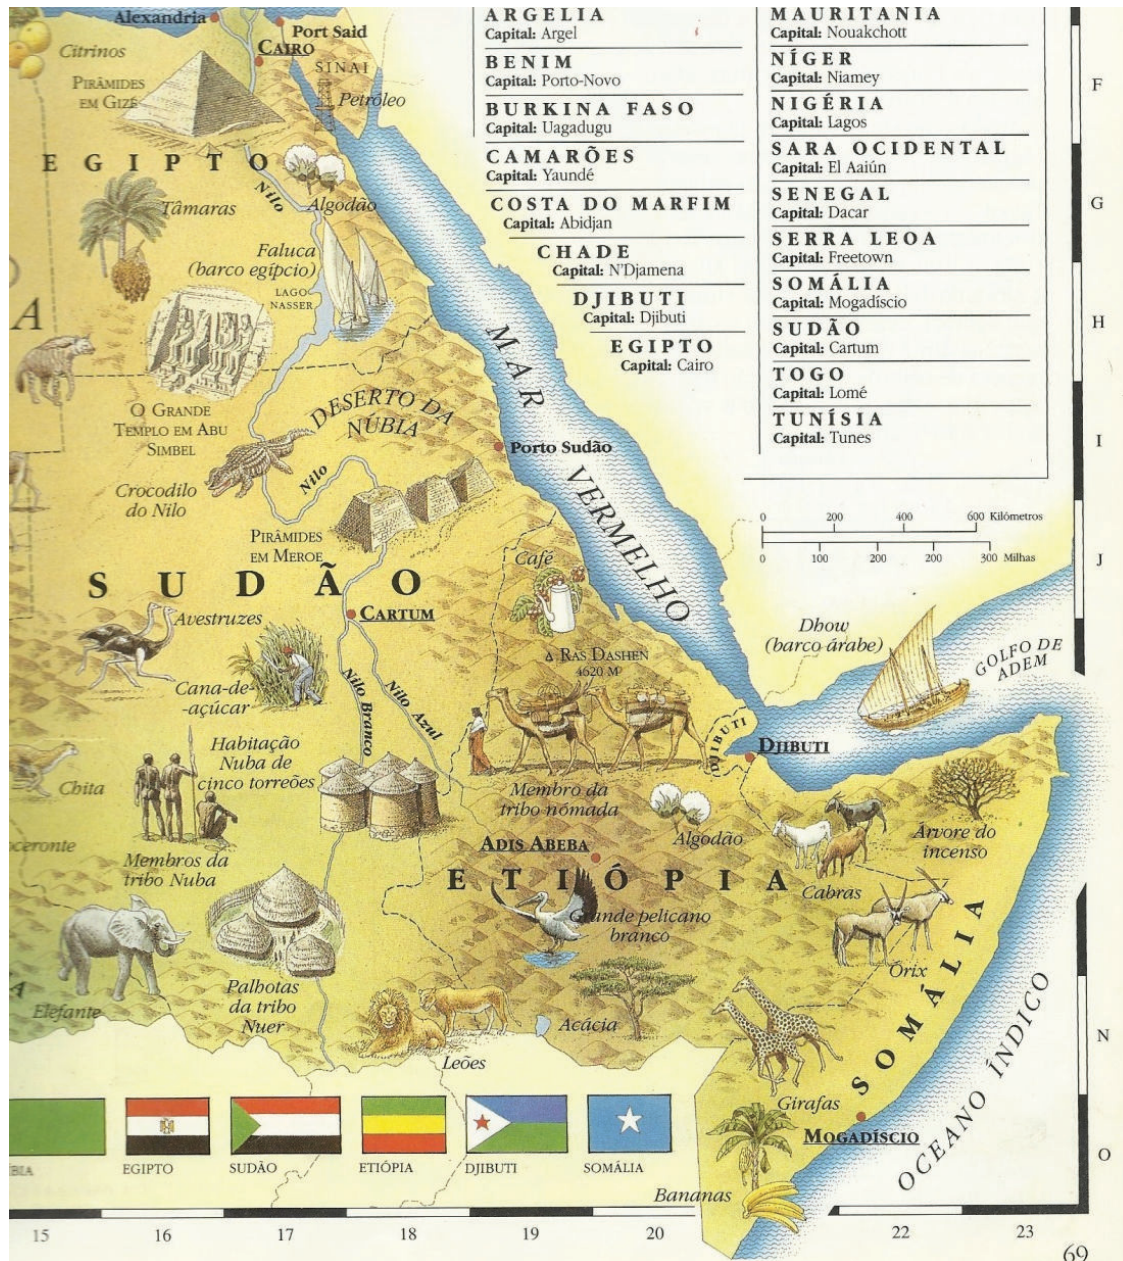 Alexandria
Port Said
CAIRO
Citrinos
SINAI
PIRÂMIDES
EM GIZÉ
Petróleo
EGIPTO
Nilo
Tâmaras
Algodão
Faluca
(barco egípcio)
LAGO
NASSER
A
O GRANDE
TEMPLO EM ABU
SIMBEL
DESERTO DA
NÚBIA
Crocodilo
do Nilo
Nilo
PIRÂMIDES
EM MEROE
MAR VERMELHO
Porto Sudão
SUDÃO
CARTUM
Avestruzes
Cana-de-
-açúcar
Nilo Branco
Nilo Azul
Café
Δ RAS DASHEN
4620 M
Chita
Habitação
Nuba de
cinco torreões
Membros da
tribo Nuba
Membro da
tribo nómada
DJIBUTI
DJIBUTI
Dhow
(barco árabe)
GOLFO DE
ADEM
Algodão
Árvore do
incenso
Cabras
ADIS ABEBA
ETIÓPIA
Grande pelicano
branco
Órix
oceronte
Elefante
Palhotas
da tribo
Nuer
Leões
Acácia
Girafas
SOMÁLIA
MOGADÍSCIO
OCEANO ÍNDICO
Bananas
ARGELIA
Capital: Argel
BENIM
Capital: Porto-Novo
BURKINA FASO
Capital: Uagadugu
CAMARÕES
Capital: Yaundé
COSTA DO MARFIM
Capital: Abidjan
CHADE
Capital: N'Djamena
DJIBUTI
Capital: Djibuti
EGIPTO
Capital: Cairo
MAURITANIA
Capital: Nouakchott
NÍGER
Capital: Niamey
NIGÉRIA
Capital: Lagos
SARA OCIDENTAL
Capital: El Aaiún
SENEGAL
Capital: Dacar
SERRA LEOA
Capital: Freetown
SOMÁLIA
Capital: Mogadíscio
SUDÃO
Capital: Cartum
TOGO
Capital: Lomé
TUNÍSIA
Capital: Tunes
0 200 400 600 Kilômetros
0 100 200 200 300 Milhas
F
G
H
I
J
N
O
BIA
EGIPTO
SUDÃO
ETIÓPIA
DJIBUTI
SOMÁLIA
15 16 17 18 19 20 22 23
69